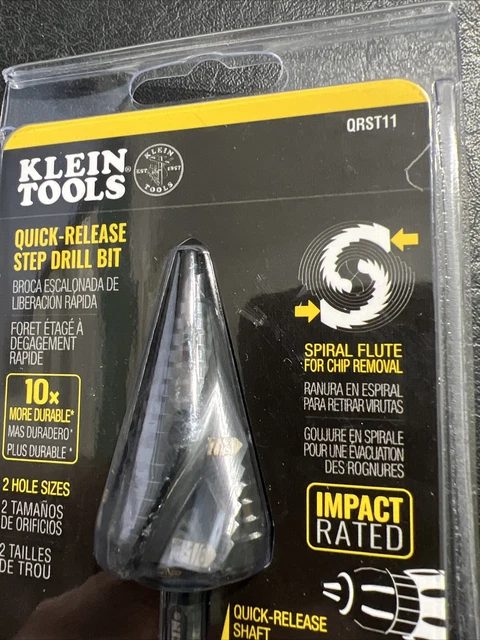 QRST11
KLEIN
TOOLS®
KLEIN
EST. 1857
TOOLS
QUICK-RELEASE
STEP DRILL BIT
BROCA ESCALONADA DE
LIBERACIÓN RÁPIDA
FORET ÉTAGÉ À
DÉGAGEMENT
RAPIDE
10x
MORE DURABLE*
MÁS DURADERO*
PLUS DURABLE*
2 HOLE SIZES
2 TAMAÑOS
DE ORIFICIOS
2 TAILLES
DE TROU
SPIRAL FLUTE
FOR CHIP REMOVAL
RANURA EN ESPIRAL
PARA RETIRAR VIRUTAS
GOUJURE EN SPIRALE
POUR UNE ÉVACUATION
DES ROGNURES
IMPACT
RATED
QUICK-RELEASE
SHAFT
7/8